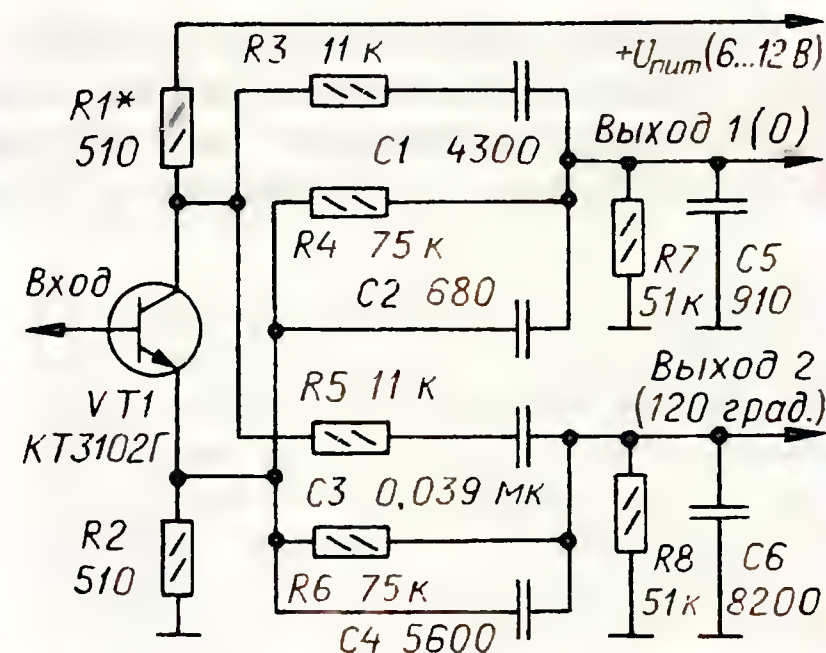 R3 11 к
+Uпит(6...12 В)
R1*
510
C1 4300
Выход 1 (0)
R4 75 к
C2 680
R7
51к
C5
910
Вход
VT1
КТ3102Г
R5 11 к
Выход 2
(120 град.)
C3 0,039 мк
R2
510
R6 75 к
C4 5600
R8
51к
C6
8200